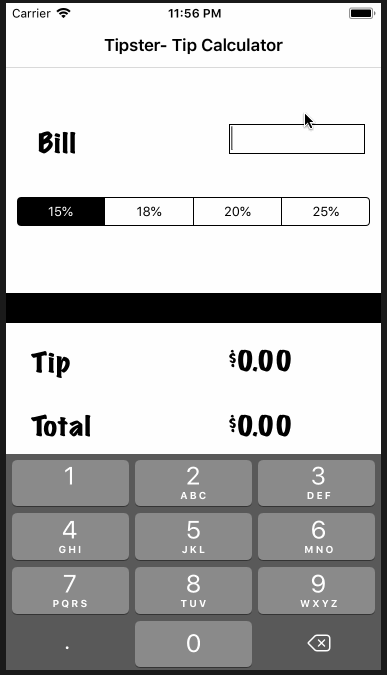 Carrier 11:56 PM
Tipster- Tip Calculator
Bill
15% 18% 20% 25%
Tip $0.00
Total $0.00
1 2 3
ABC DEF
4 5 6
GHI JKL MNO
7 8 9
PQRS TUV WXYZ
. 0